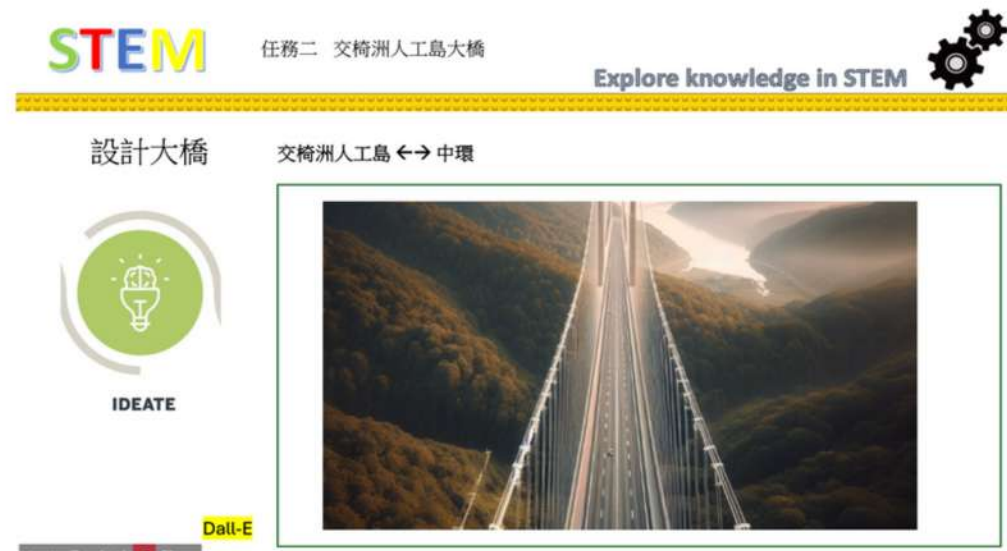 STEM
任務二 交椅洲人工島大橋
Explore knowledge in STEM
設計大橋
交椅洲人工島 ←→ 中環
IDEATE
Dall-E